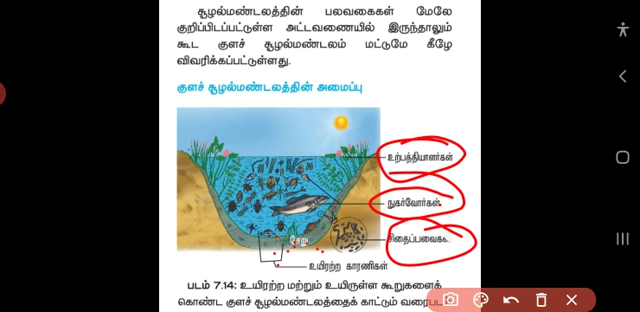 சூழல்மண்டலத்தின் பலவகைகள் மேலே
குறிப்பிடப்பட்டுள்ள அட்டவணையில் இருந்தாலும்
கூட குளச் சூழல்மண்டலம் மட்டுமே கீழே
விவரிக்கப்பட்டுள்ளது.
குளச் சூழல்மண்டலத்தின் அமைப்பு
உற்பத்தியாளர்கள்
நுகர்வோர்கள்
சேறு
உயிரற்ற காரணிகள்
படம் 7.14: உயிரற்ற மற்றும் உயிருள்ள கூறுகளைக்
கொண்ட குளச் சூழல்மண்டலத்தைக் காட்டும்